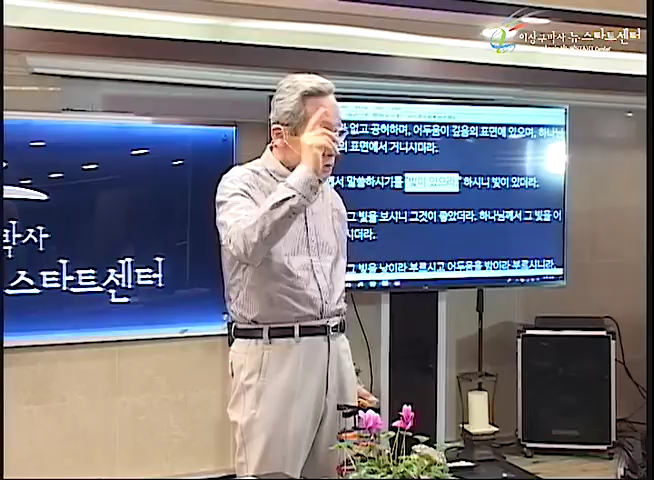 이상구박사 뉴스타트센터
없고 공허하며, 어두움이 깊음의 표면에 있으며, 하나님
의 표면에서 거니시더라.
서 말씀하시기를 "빛이 있으라" 하시니 빛이 있더라.
그 빛을 보시니 그것이 좋았더라. 하나님께서 그 빛을 어
시더라.
그 빛을 낮이라 부르시고 어두움을 밤이라 부르시니라.
박사
스타트센터